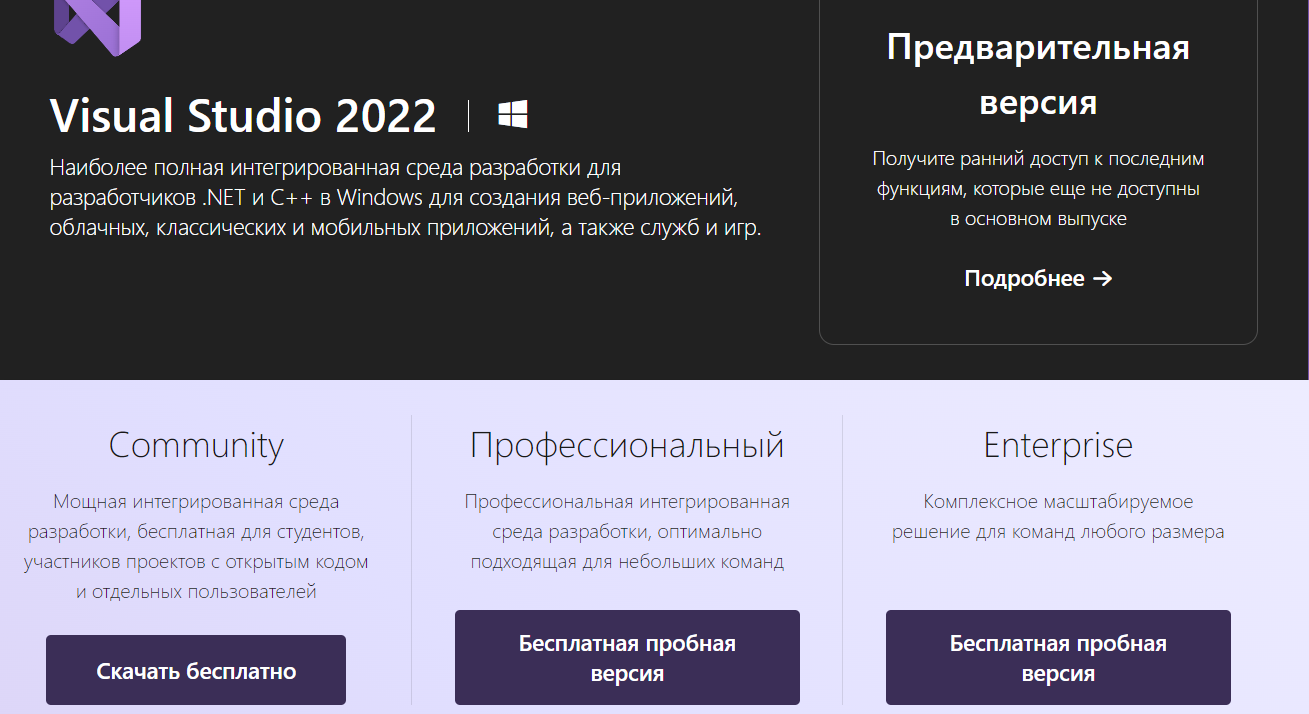 Visual Studio 2022
Наиболее полная интегрированная среда разработки для
разработчиков .NET и C++ в Windows для создания веб-приложений,
облачных, классических и мобильных приложений, а также служб и игр.
Предварительная
версия
Получите ранний доступ к последним
функциям, которые еще не доступны
в основном выпуске
Подробнее →
Community
Мощная интегрированная среда
разработки, бесплатная для студентов,
участников проектов с открытым кодом
и отдельных пользователей
Скачать бесплатно
Профессиональный
Профессиональная интегрированная
среда разработки, оптимально
подходящая для небольших команд
Бесплатная пробная
версия
Enterprise
Комплексное масштабируемое
решение для команд любого размера
Бесплатная пробная
версия